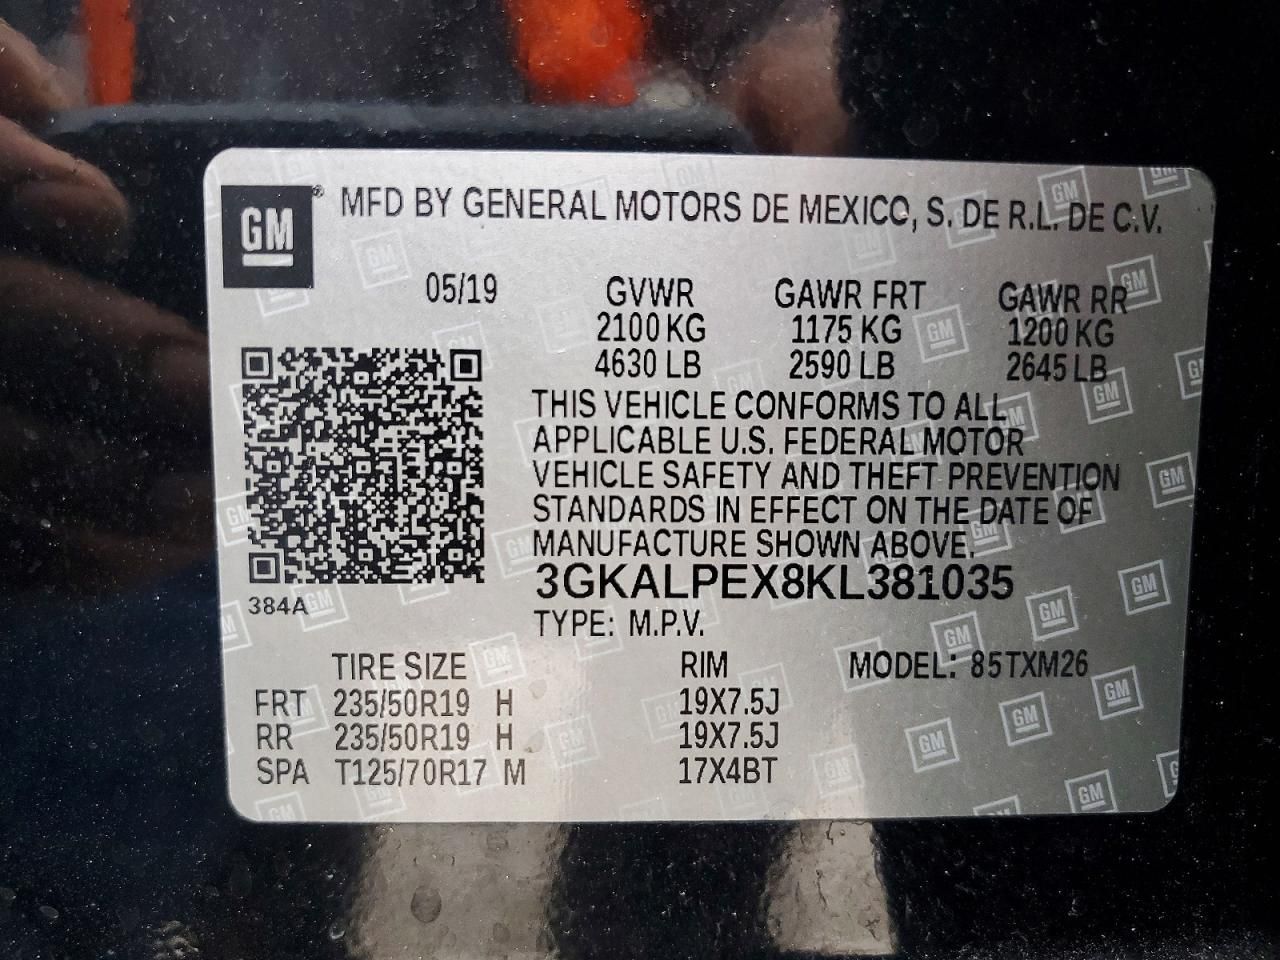 GM® MFD BY GENERAL MOTORS DE MEXICO, S. DE R.L. DE C.V.
05/19 GVWR GAWR FRT GAWR RR
2100 KG 1175 KG 1200 KG
4630 LB 2590 LB 2645 LB
THIS VEHICLE CONFORMS TO ALL
APPLICABLE U.S. FEDERAL MOTOR
VEHICLE SAFETY AND THEFT PREVENTION
STANDARDS IN EFFECT ON THE DATE OF
MANUFACTURE SHOWN ABOVE.
3GKALPEX8KL381035
384A
TYPE: M.P.V.
TIRE SIZE RIM MODEL: 85TXM26
FRT 235/50R19 H 19X7.5J
RR 235/50R19 H 19X7.5J
SPA T125/70R17 M 17X4BT